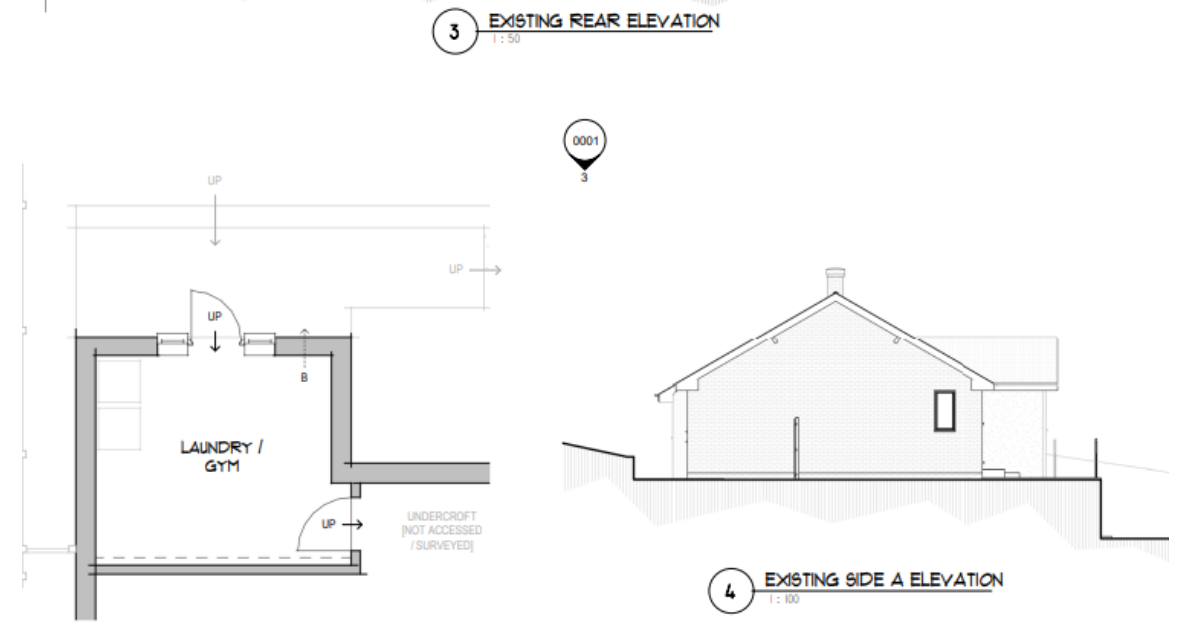 3
EXISTING REAR ELEVATION
1 : 50
0001
3
UP
UP
UP
B
LAUNDRY /
GYM
UP
UNDERCROFT
[NOT ACCESSED
/ SURVEYED]
4
EXISTING SIDE A ELEVATION
1 : 100